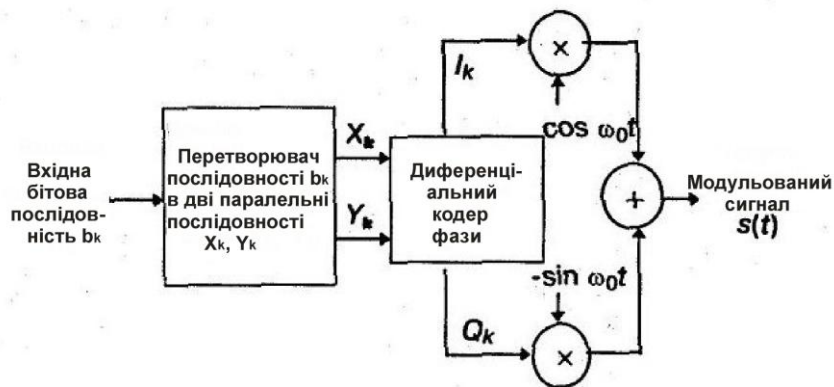 Вхідна
бітова
послідов-
ність bk
Перетворювач
послідовності bk
в дві паралельні
послідовності
Xk, Yk
Xk
Yk
Диференці-
альний
кодер
фази
Ik
×
cos ω0t
+
Модульований
сигнал
s(t)
-sin ω0t
Qk
×